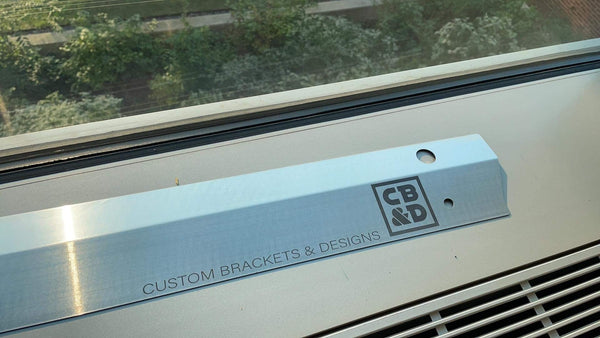 CB
&D
CUSTOM BRACKETS & DESIGNS